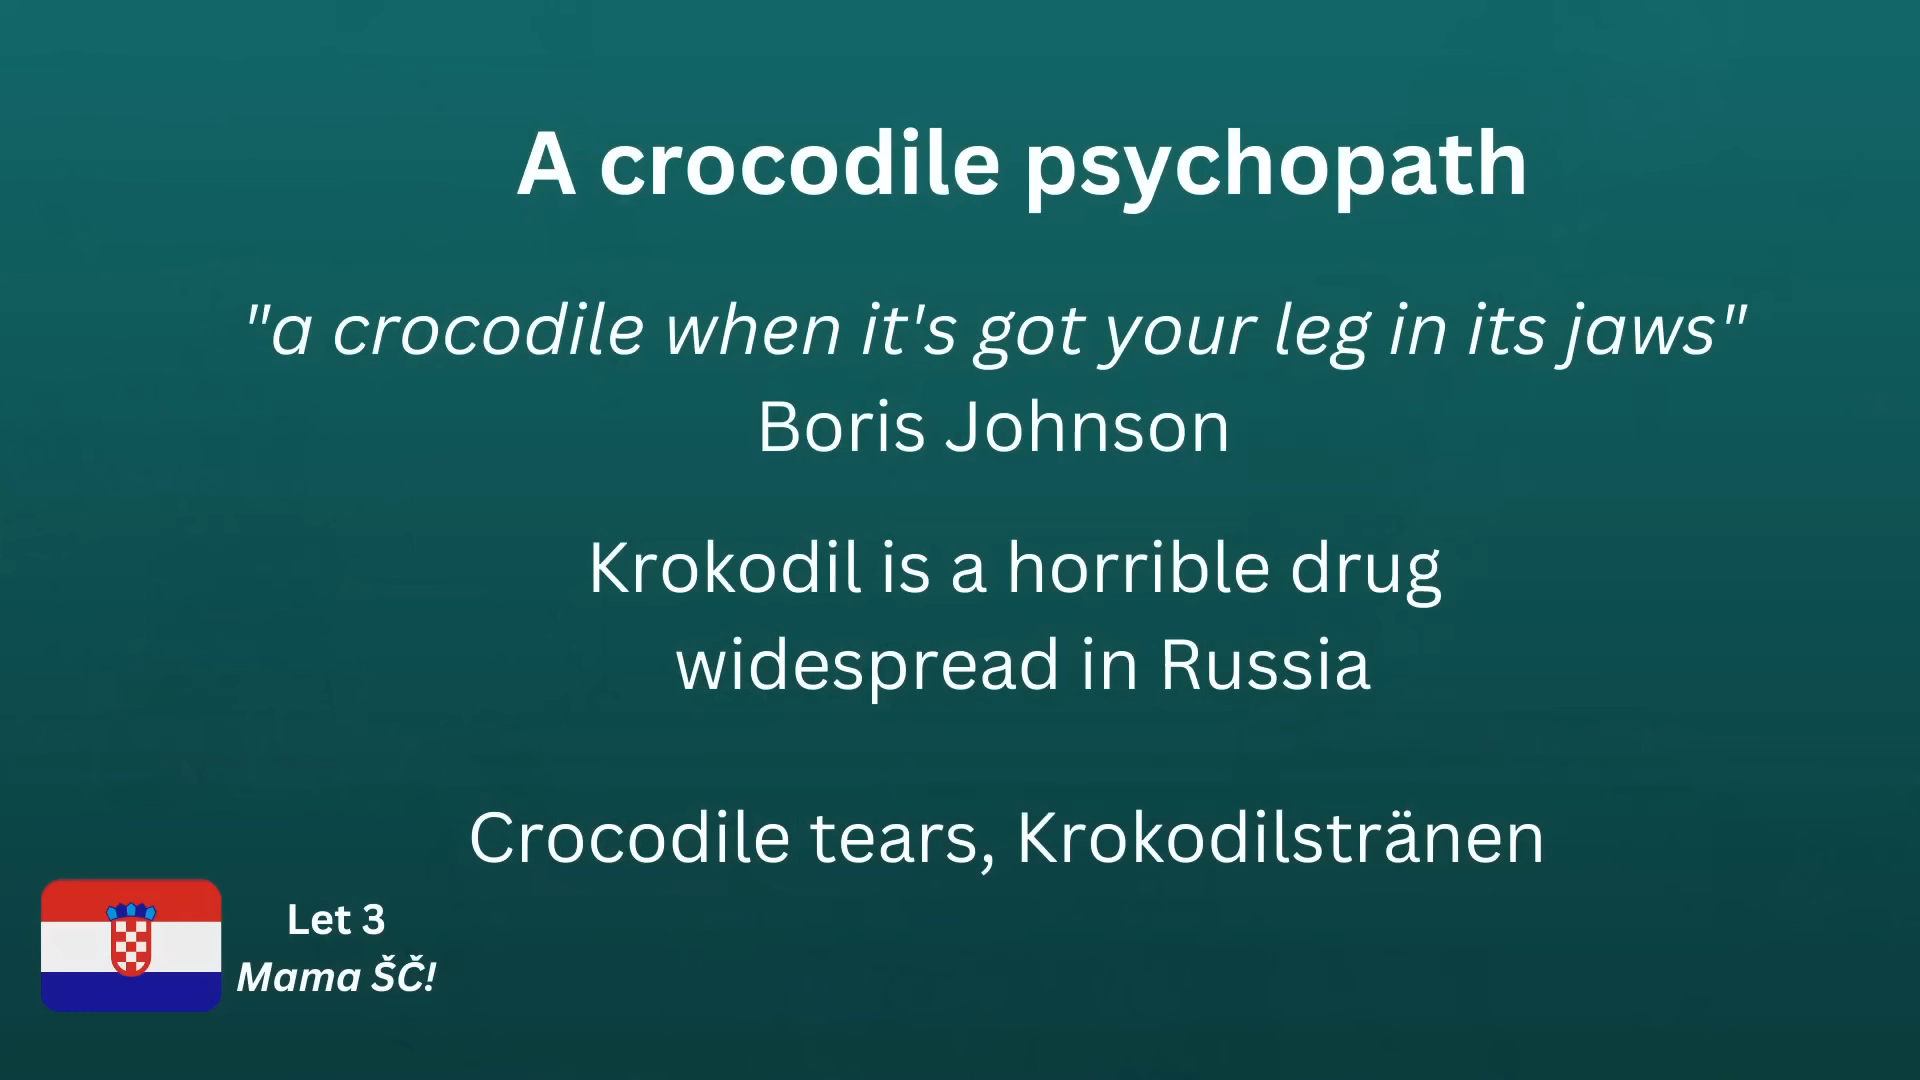 A crocodile psychopath
"a crocodile when it's got your leg in its jaws"
Boris Johnson
Krokodil is a horrible drug
widespread in Russia
Crocodile tears, Krokodilstränen
Let 3
Mama ŠČ!